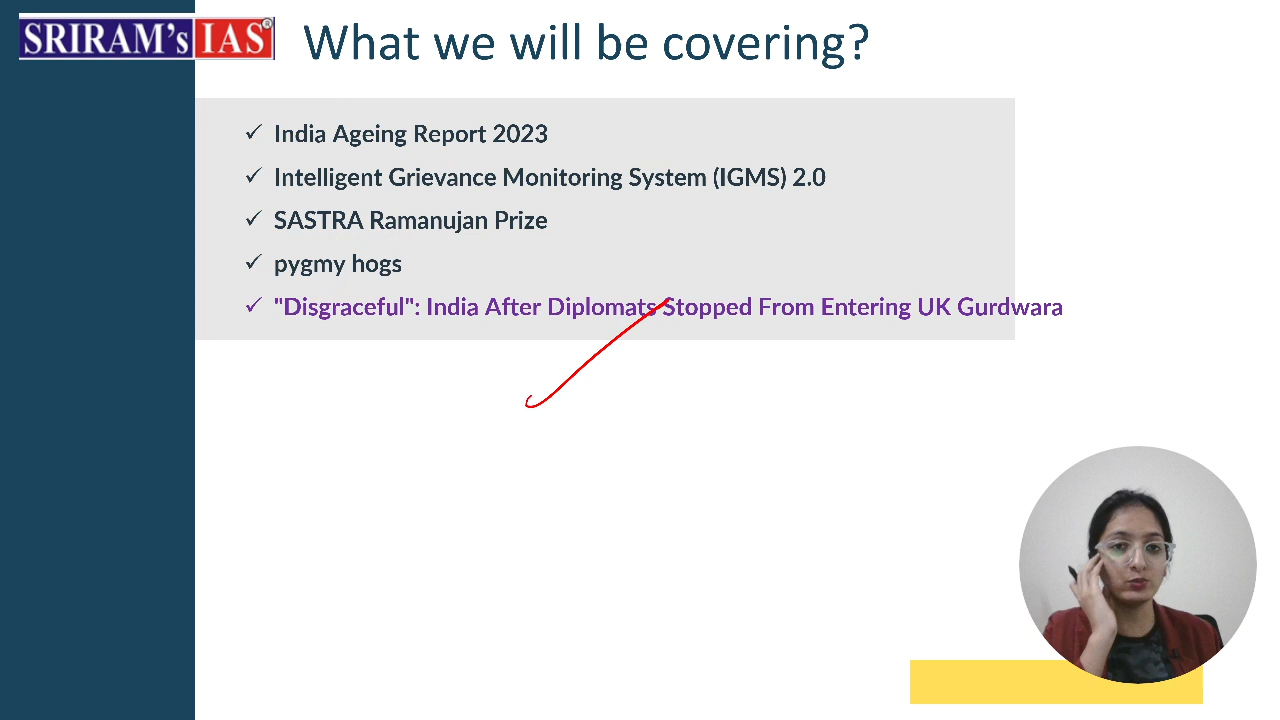 SRIRAM's IAS®
What we will be covering?
✓ India Ageing Report 2023
✓ Intelligent Grievance Monitoring System (IGMS) 2.0
✓ SASTRA Ramanujan Prize
✓ pygmy hogs
✓ "Disgraceful": India After Diplomats Stopped From Entering UK Gurdwara